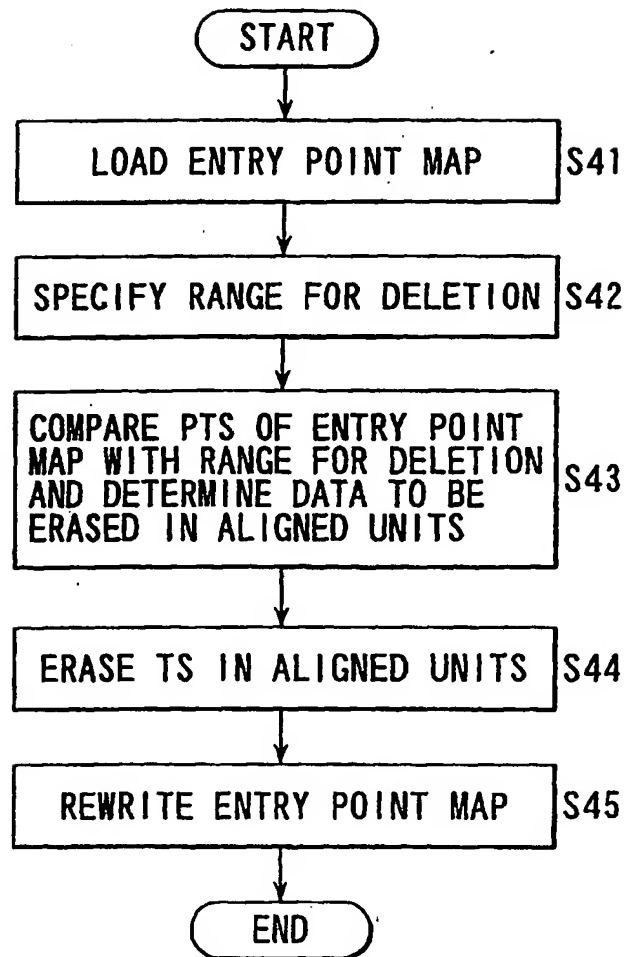 START
LOAD ENTRY POINT MAP
S41
SPECIFY RANGE FOR DELETION
S42
COMPARE PTS OF ENTRY POINT
MAP WITH RANGE FOR DELETION
AND DETERMINE DATA TO BE
ERASED IN ALIGNED UNITS
S43
ERASE TS IN ALIGNED UNITS
S44
REWRITE ENTRY POINT MAP
S45
END